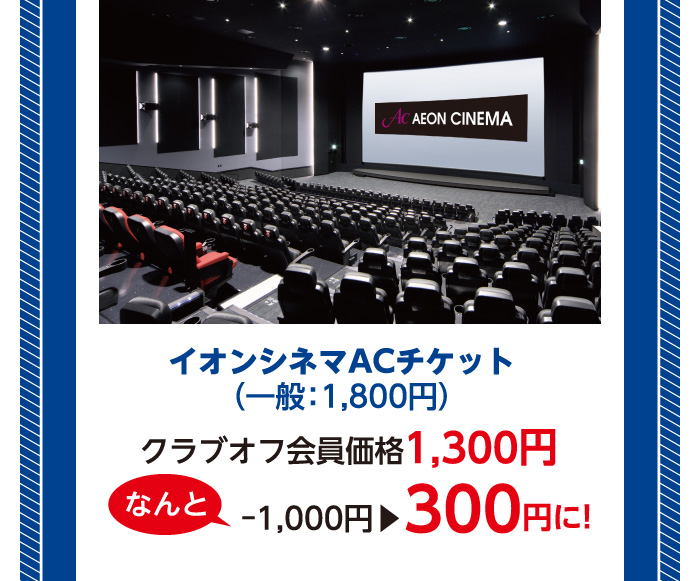 AC AEON CINEMA
イオンシネマACチケット
(一般：1,800円)
クラブオフ会員価格1,300円
なんと
-1,000円▶300円に!